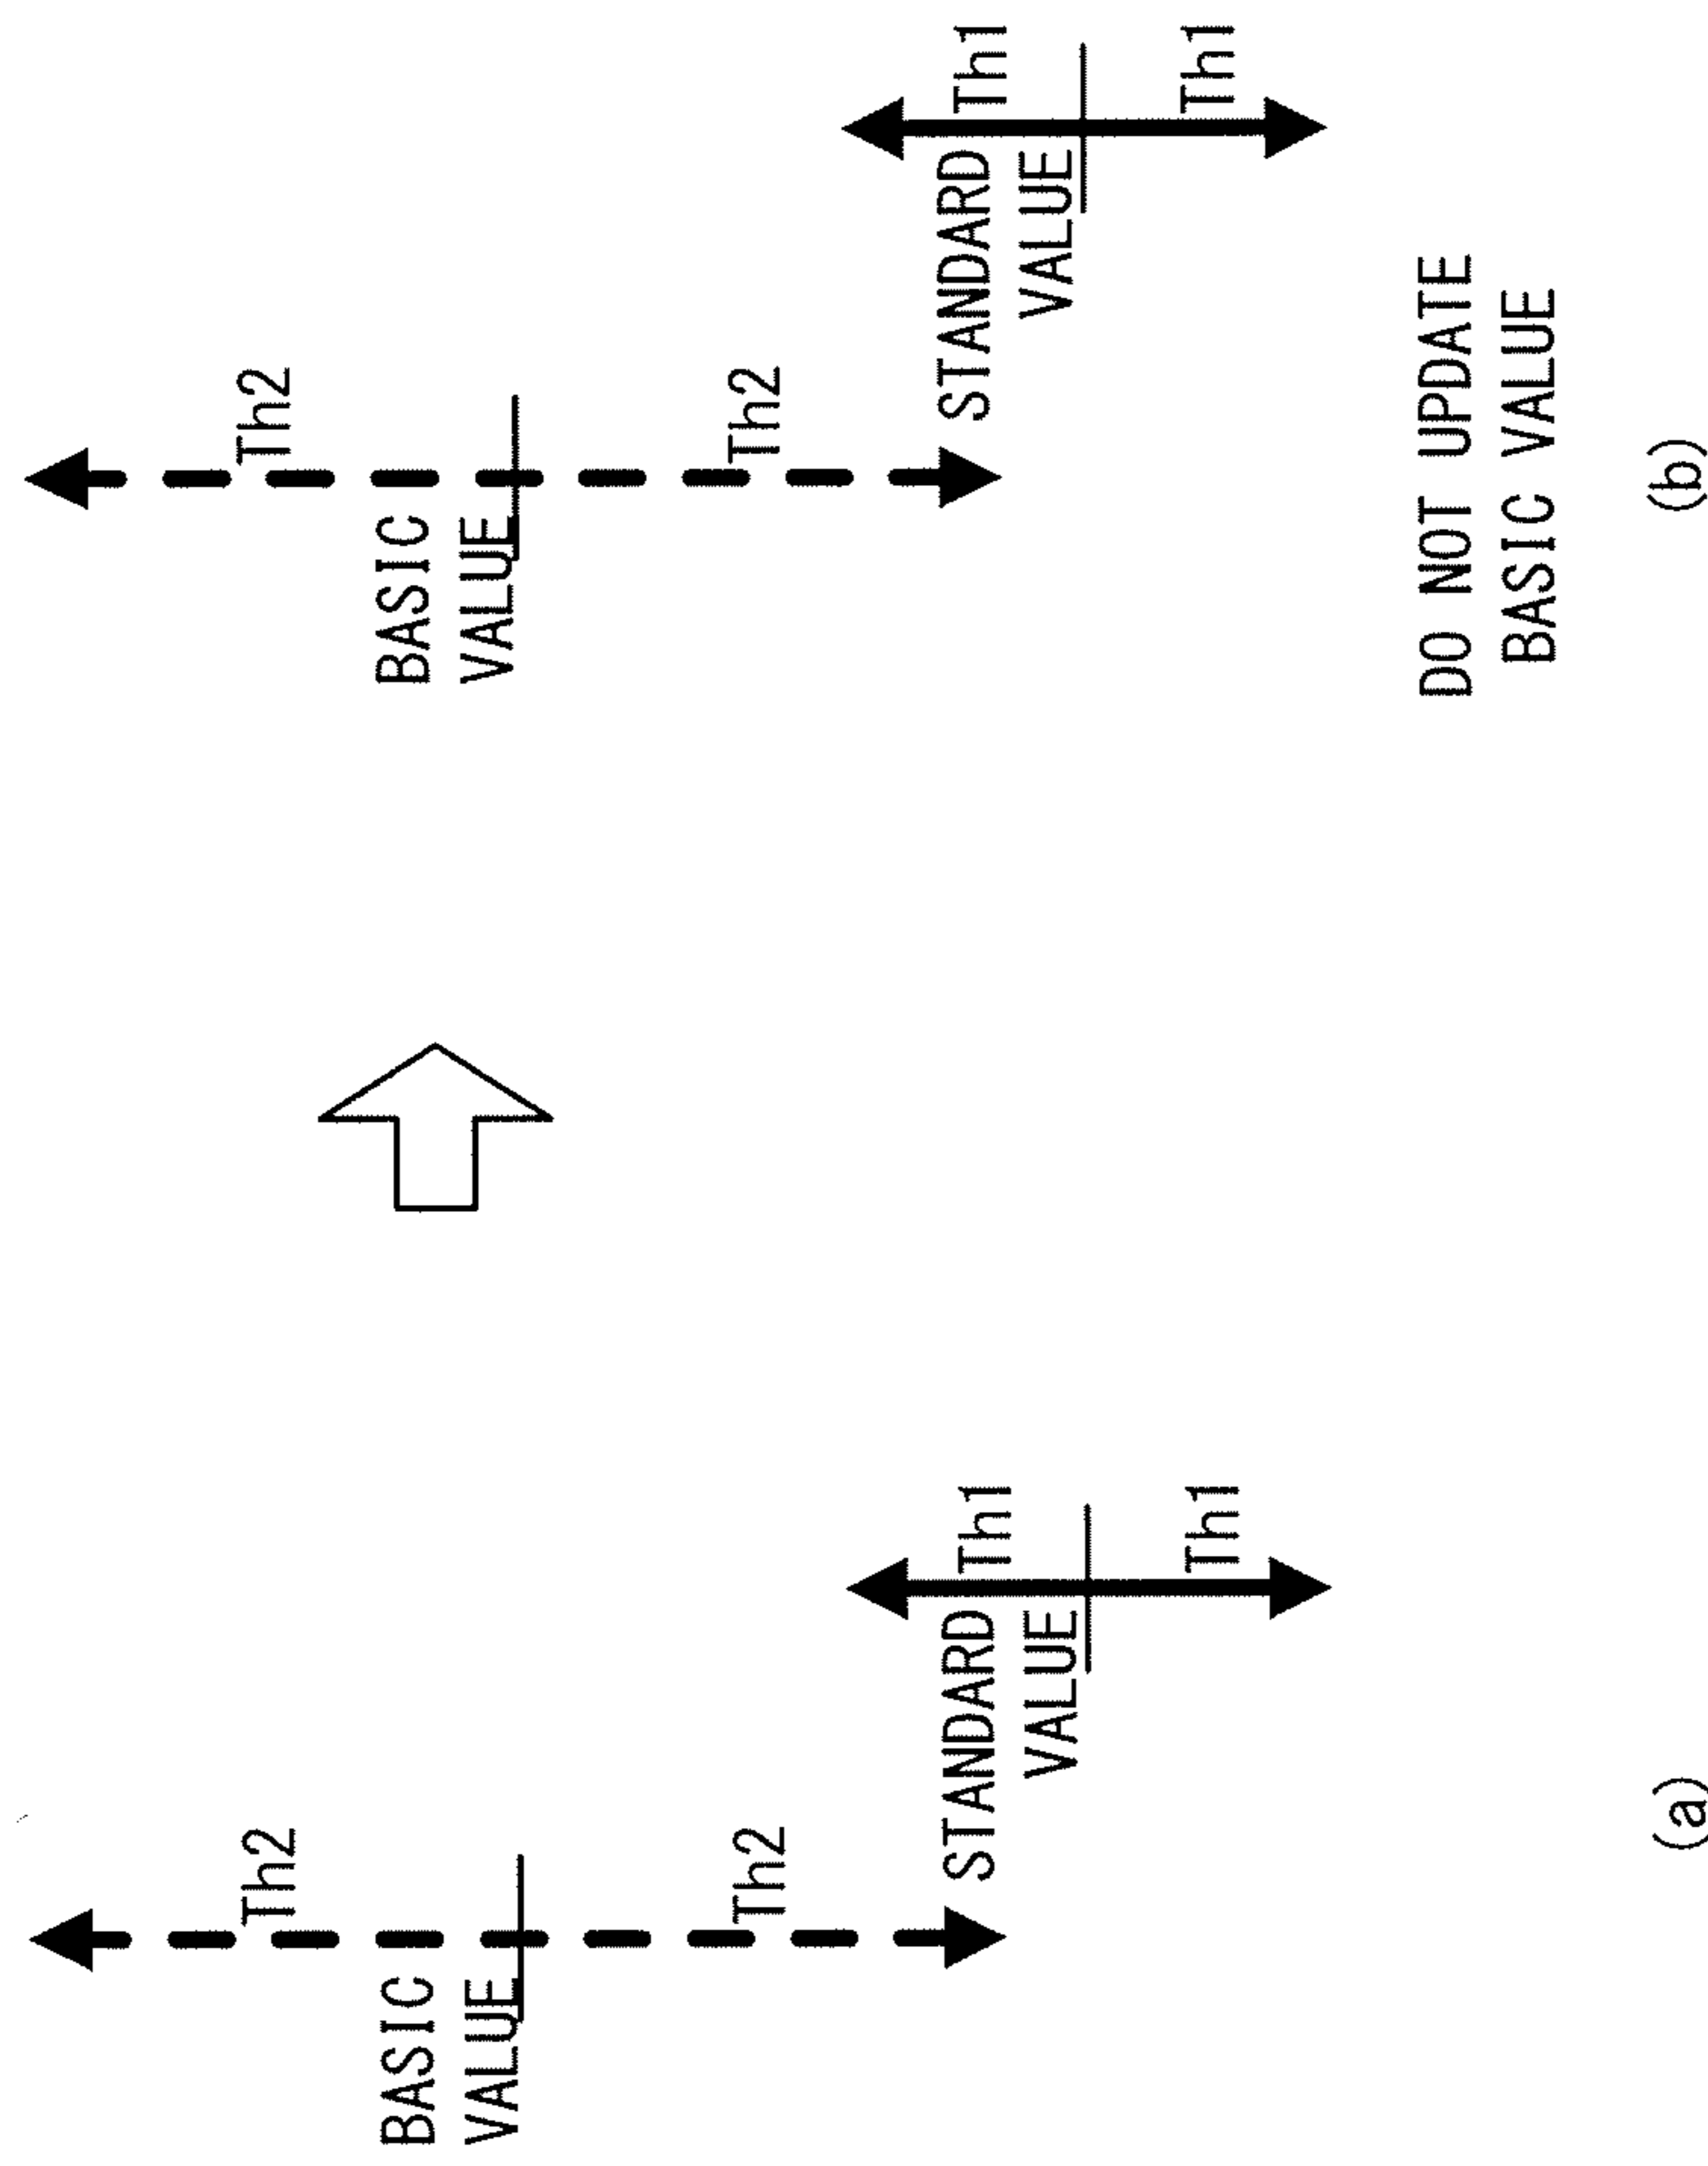 Th2
BASIC
VALUE
Th2
STANDARD
VALUE
Th1
Th1
(a)
Th2
BASIC
VALUE
Th2
STANDARD
VALUE
Th1
Th1
DO NOT UPDATE
BASIC VALUE
(b)